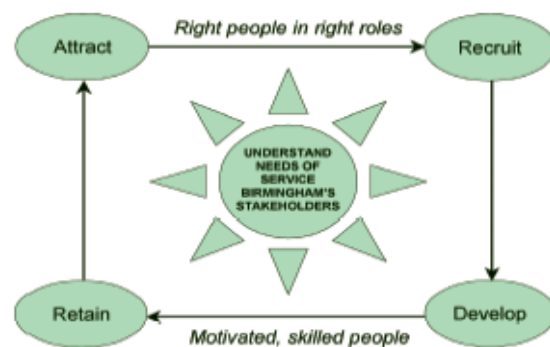 Right people in right roles
Attract
Recruit
UNDERSTAND
NEEDS OF
SERVICE
BIRMINGHAM'S
STAKEHOLDERS
Retain
Develop
Motivated, skilled people